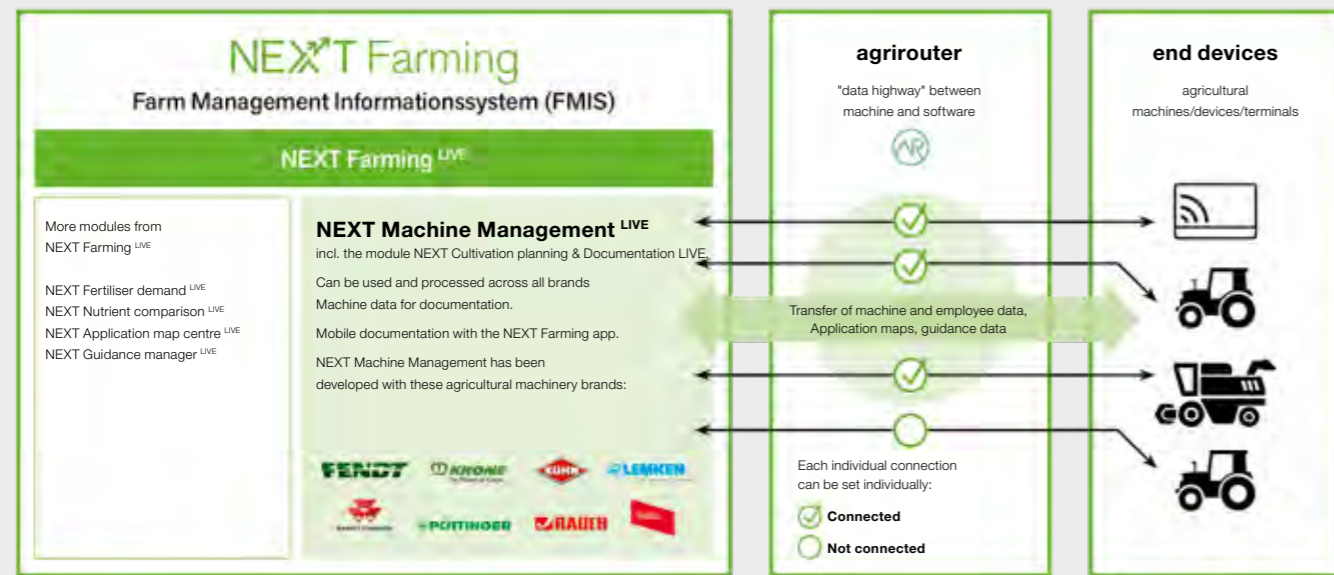 NEXT Farming
Farm Management Informationssystem (FMIS)
NEXT Farming LIVE
More modules from
NEXT Farming LIVE
NEXT Fertiliser demand LIVE
NEXT Nutrient comparison LIVE
NEXT Application map centre LIVE
NEXT Guidance manager LIVE
NEXT Machine Management LIVE
incl. the module NEXT Cultivation planning & Documentation LIVE.
Can be used and processed across all brands
Machine data for documentation.
Mobile documentation with the NEXT Farming app.
NEXT Machine Management has been
developed with these agricultural machinery brands:
FENDT
KRONE
KUHN
LEMKEN
PÖTTINGER
RAUCH
agrirouter
"data highway" between
machine and software
Transfer of machine and employee data,
Application maps, guidance data
Each individual connection
can be set individually:
Connected
Not connected
end devices
agricultural
machines/devices/terminals